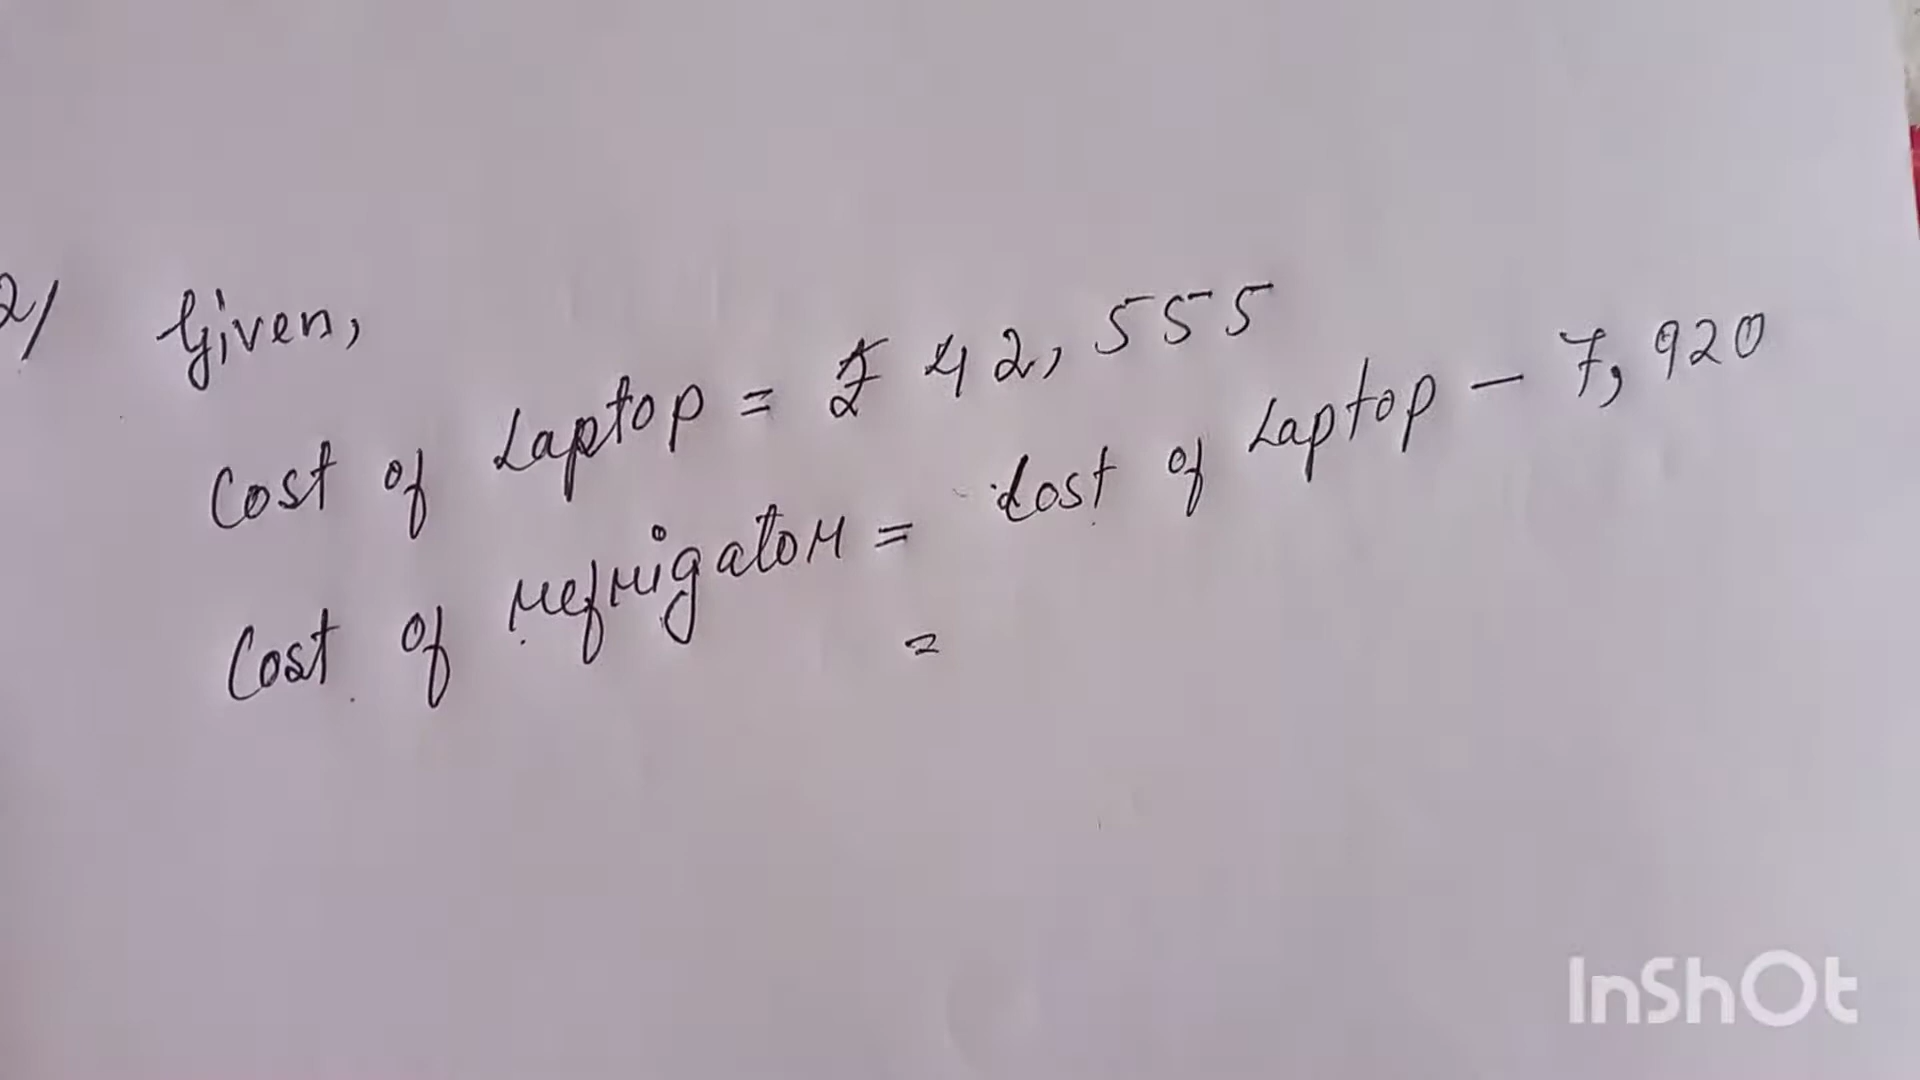 2/ Given,
Cost of Laptop = ₹ 42,555
Cost of refrigator = Cost of Laptop - 7,920
=
InShOt